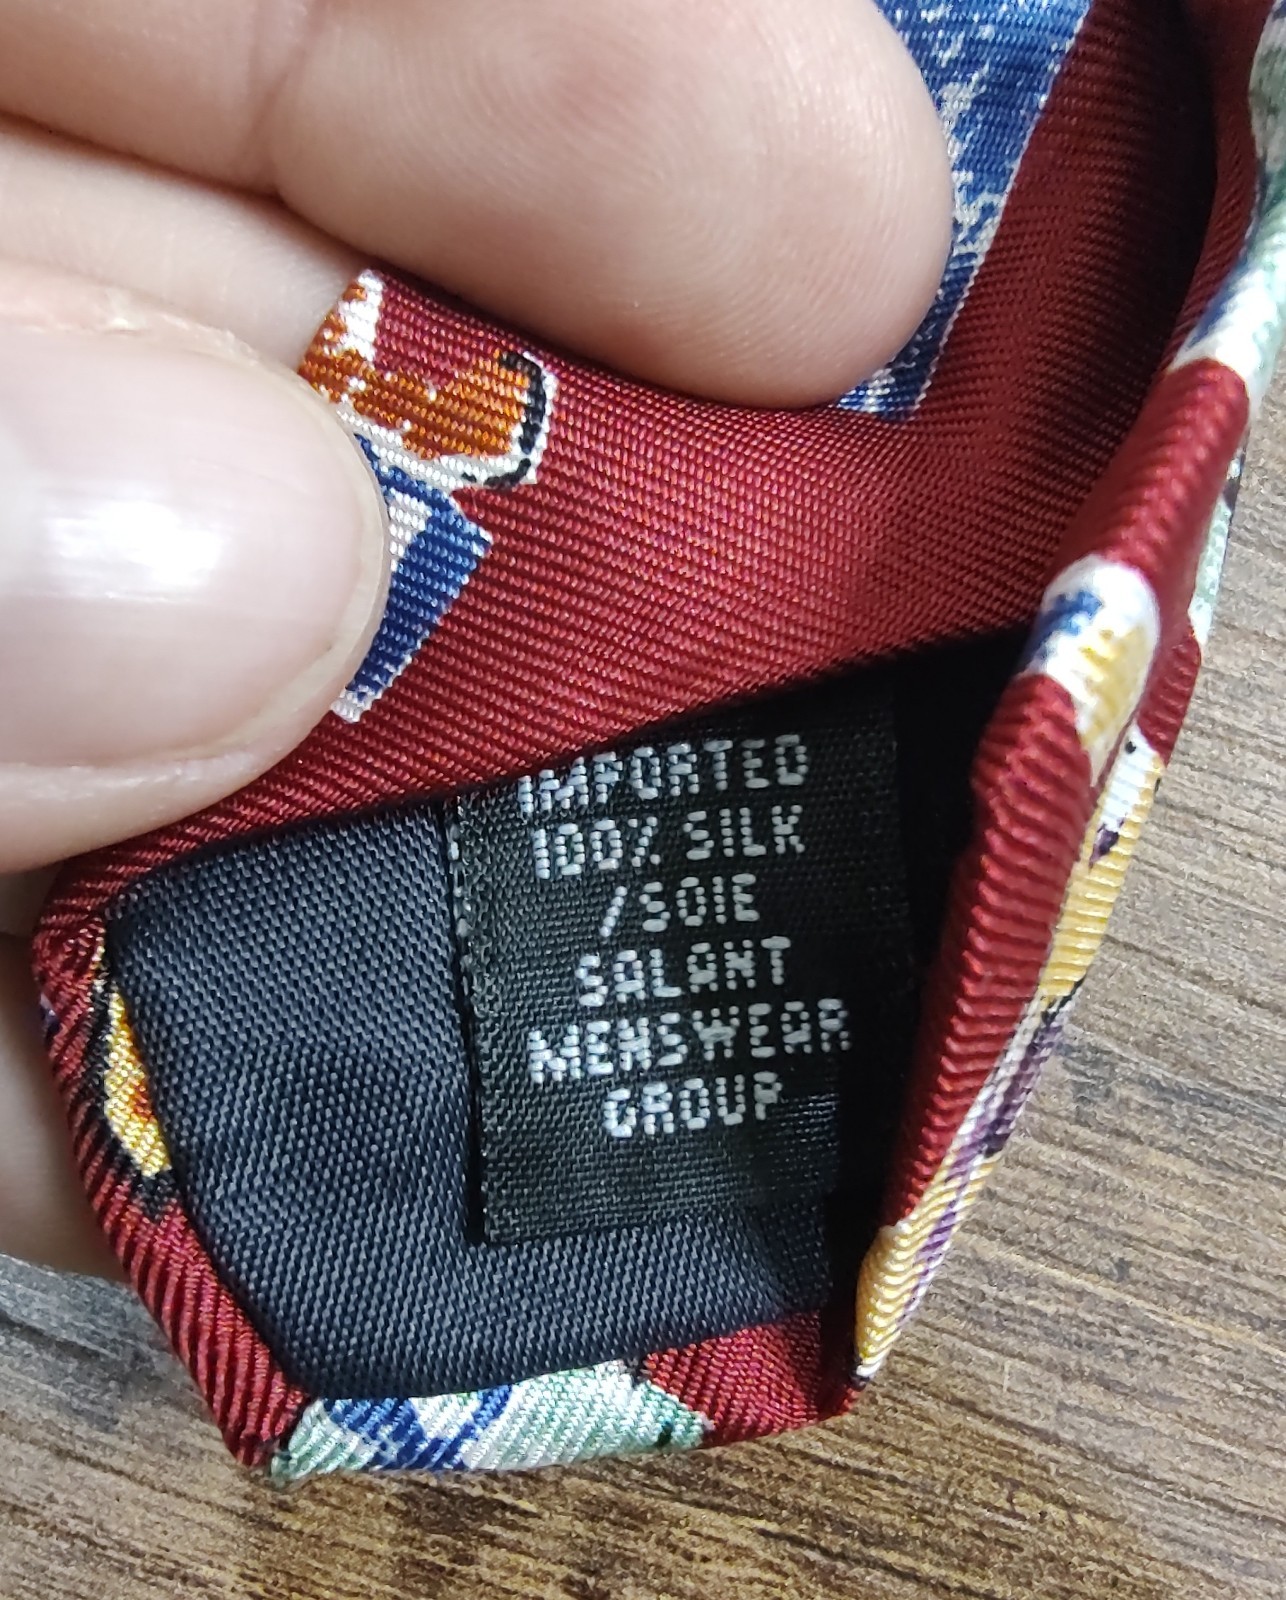 IMPORTED
100% SILK
/SOIE
SALANT
MENSWEAR
GROUP